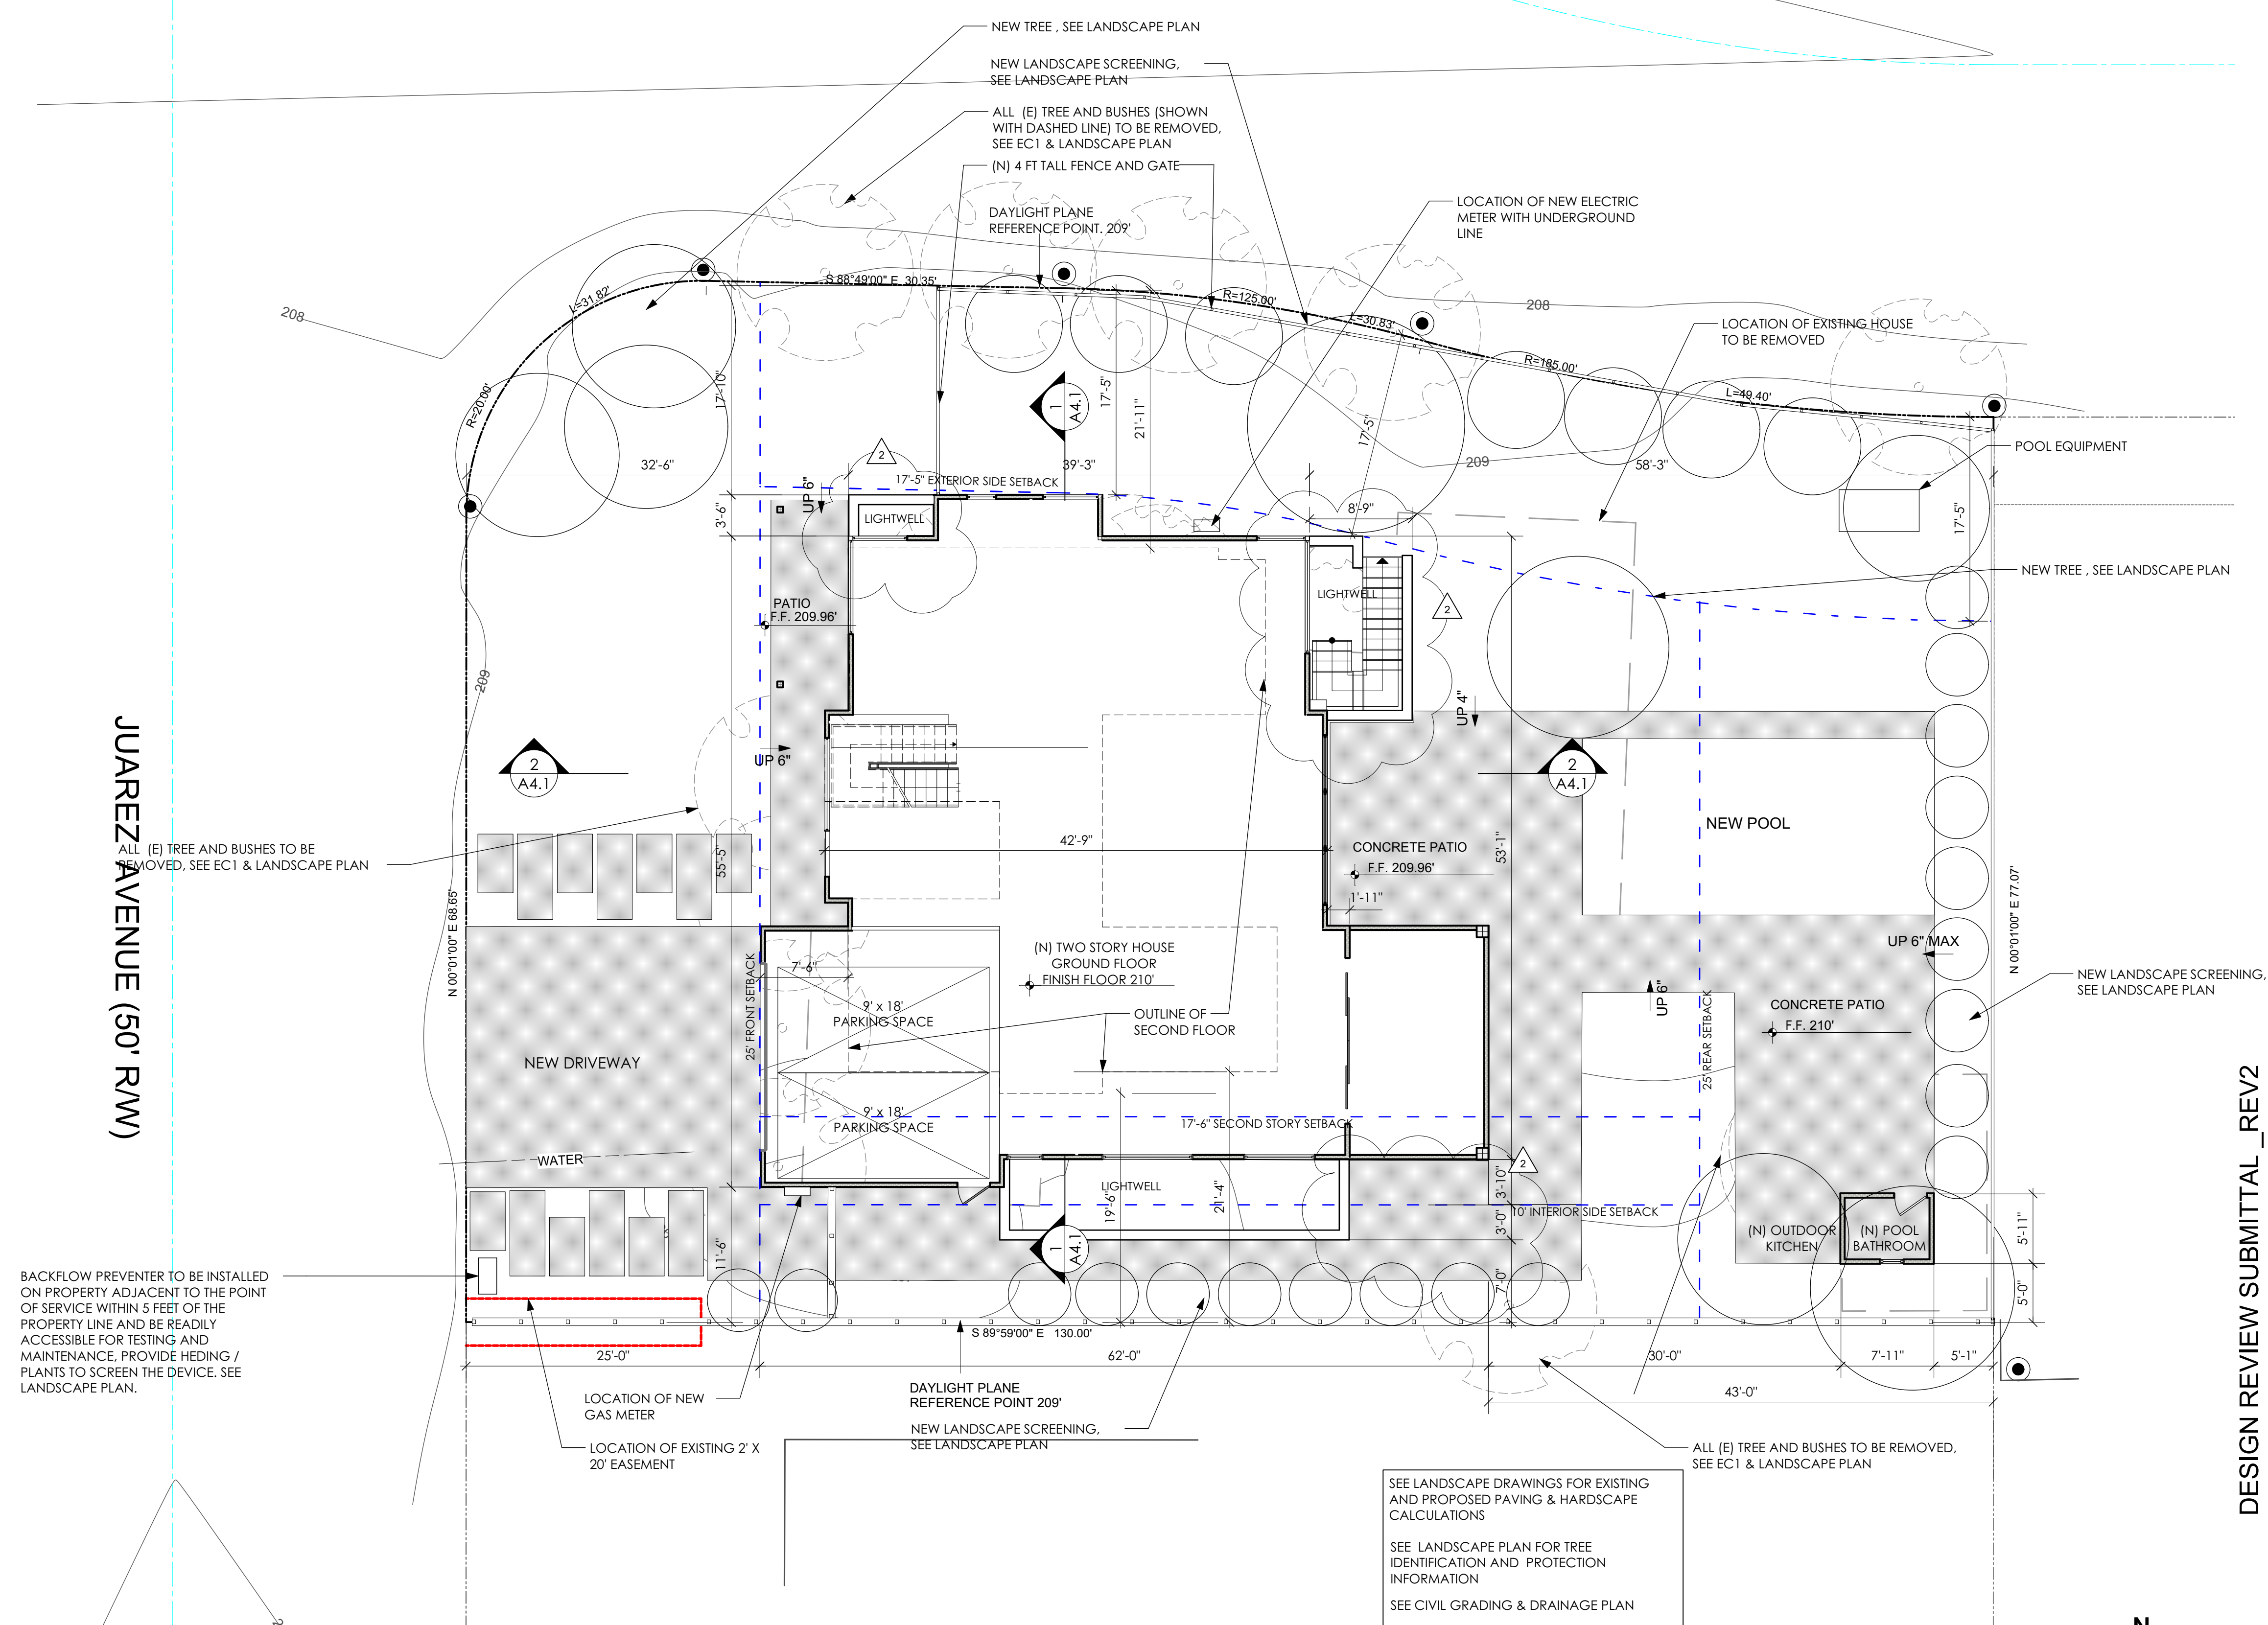 NEW TREE , SEE LANDSCAPE PLAN
NEW LANDSCAPE SCREENING,
SEE LANDSCAPE PLAN
ALL (E) TREE AND BUSHES (SHOWN
WITH DASHED LINE) TO BE REMOVED,
SEE EC1 & LANDSCAPE PLAN
(N) 4 FT TALL FENCE AND GATE
DAYLIGHT PLANE
REFERENCE POINT. 209'
LOCATION OF NEW ELECTRIC
METER WITH UNDERGROUND
LINE
LOCATION OF EXISTING HOUSE
TO BE REMOVED
POOL EQUIPMENT
NEW TREE , SEE LANDSCAPE PLAN
208
208
209
209
L=31.82'
R=20.00'
S 88°49'00" E 30.35'
R=125.00'
L=30.83'
R=185.00'
L=49.40'
17'-10"
17'-5"
21'-11"
17'-5"
17'-5"
1
A4.1
2
32'-6"
39'-3"
58'-3"
17'-5" EXTERIOR SIDE SETBACK
UP 6"
3'-6"
LIGHTWELL
8'-9"
LIGHTWELL
2
PATIO
F.F. 209.96'
UP 4"
UP 6"
2
A4.1
2
A4.1
JUAREZ AVENUE (50' R/W)
ALL (E) TREE AND BUSHES TO BE
REMOVED, SEE EC1 & LANDSCAPE PLAN
55'-5"
42'-9"
53'-1"
NEW POOL
CONCRETE PATIO
F.F. 209.96'
1'-11"
N 00°01'00" E 68.65'
N 00°01'00" E 77.07'
UP 6" MAX
(N) TWO STORY HOUSE
GROUND FLOOR
FINISH FLOOR 210'
7'-6"
25' FRONT SETBACK
9' x 18'
PARKING SPACE
OUTLINE OF
SECOND FLOOR
UP 6"
25' REAR SETBACK
CONCRETE PATIO
F.F. 210'
NEW LANDSCAPE SCREENING,
SEE LANDSCAPE PLAN
NEW DRIVEWAY
9' x 18'
PARKING SPACE
17'-6" SECOND STORY SETBACK
WATER
2
LIGHTWELL
19'-6"
21'-4"
3'-10"
3'-0"
7'-0"
10' INTERIOR SIDE SETBACK
(N) OUTDOOR
KITCHEN
(N) POOL
BATHROOM
5'-11"
5'-0"
11'-6"
1
A4.1
BACKFLOW PREVENTER TO BE INSTALLED
ON PROPERTY ADJACENT TO THE POINT
OF SERVICE WITHIN 5 FEET OF THE
PROPERTY LINE AND BE READILY
ACCESSIBLE FOR TESTING AND
MAINTENANCE, PROVIDE HEDING /
PLANTS TO SCREEN THE DEVICE. SEE
LANDSCAPE PLAN.
S 89°59'00" E 130.00'
25'-0"
62'-0"
30'-0"
7'-11"
5'-1"
43'-0"
LOCATION OF NEW
GAS METER
DAYLIGHT PLANE
REFERENCE POINT 209'
NEW LANDSCAPE SCREENING,
SEE LANDSCAPE PLAN
LOCATION OF EXISTING 2' X
20' EASEMENT
ALL (E) TREE AND BUSHES TO BE REMOVED,
SEE EC1 & LANDSCAPE PLAN
SEE LANDSCAPE DRAWINGS FOR EXISTING
AND PROPOSED PAVING & HARDSCAPE
CALCULATIONS
SEE LANDSCAPE PLAN FOR TREE
IDENTIFICATION AND PROTECTION
INFORMATION
SEE CIVIL GRADING & DRAINAGE PLAN
DESIGN REVIEW SUBMITTAL_REV2